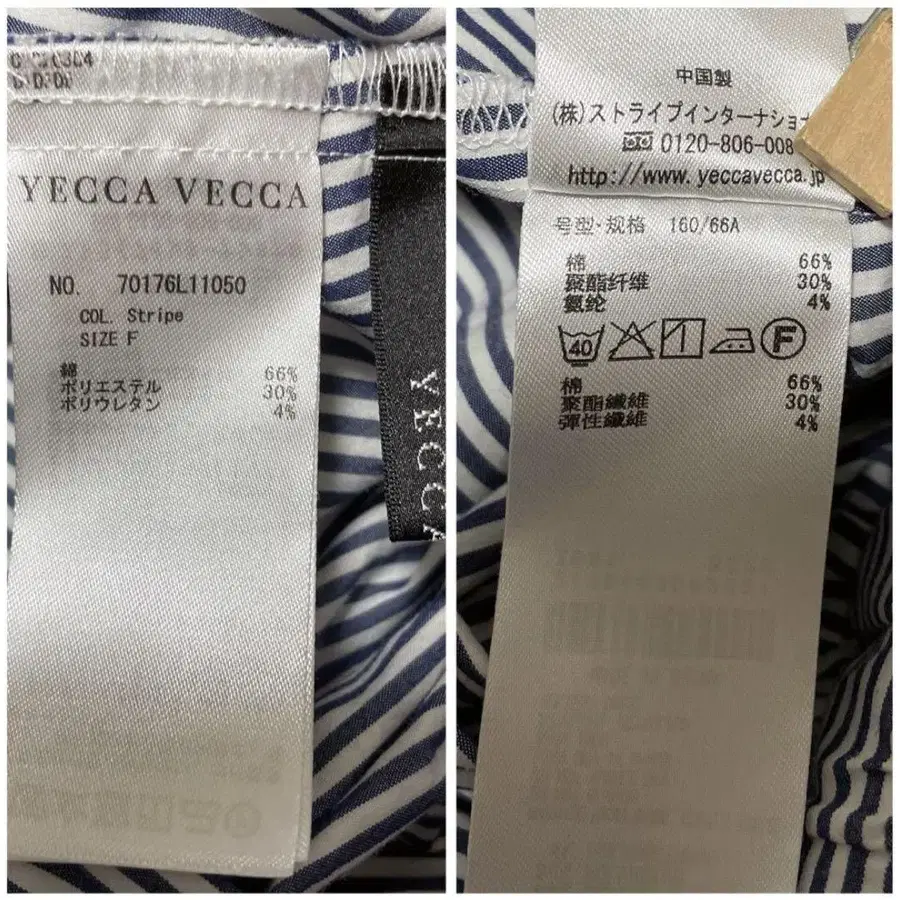 YECCA VECCA
NO. 70176L11050
COL. Stripe
SIZE F
綿 66%
ポリエステル 30%
ポリウレタン 4%
YECCA
中国製
(株)ストライプインターナショ
0120-806-008
http://www.yeccavecca.jp
号型·规格 160/66A
棉 66%
聚酯纤维 30%
氨纶 4%
40 F
棉 66%
聚酯纖維 30%
彈性纖維 4%